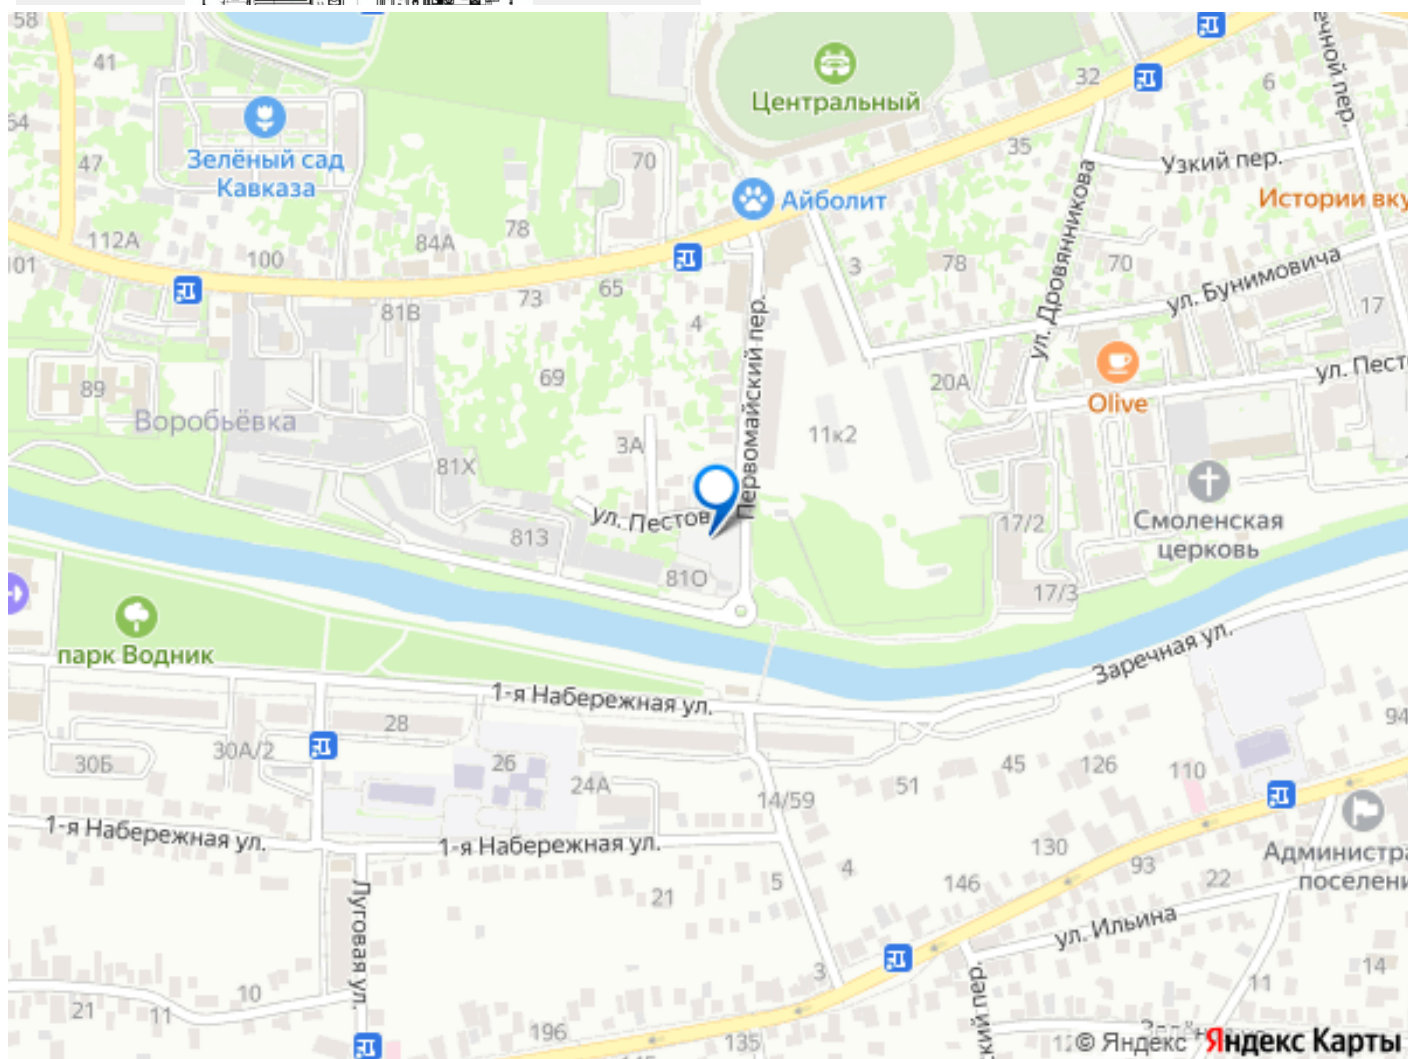 58
41
54
47
Зелёный сад
Кавказа
Центральный
32
6
35
Узкий пер.
70
Айболит
Истории вку
112А
101
100
84А
78
3
78
70
ул. Дровянникова
ул. Бунимовича
17
81В
73
65
4
Первомайский пер.
69
89
Воробьёвка
20А
Olive
ул. Пест
3А
11к2
81Х
813
ул. Пестов
81О
17/2
17/3
Смоленская
церковь
парк Водник
Заречная ул.
1-я Набережная ул.
28
30Б
30А/2
26
24А
14/59
51
45
126
110
94
1-я Набережная ул.
1-я Набережная ул.
130
93
22
Администра
поселени
146
4
5
21
Луговая ул.
ул. Ильина
3
10
21
11
14
11
196
135
ский пер.
© Яндекс Яндекс Карты